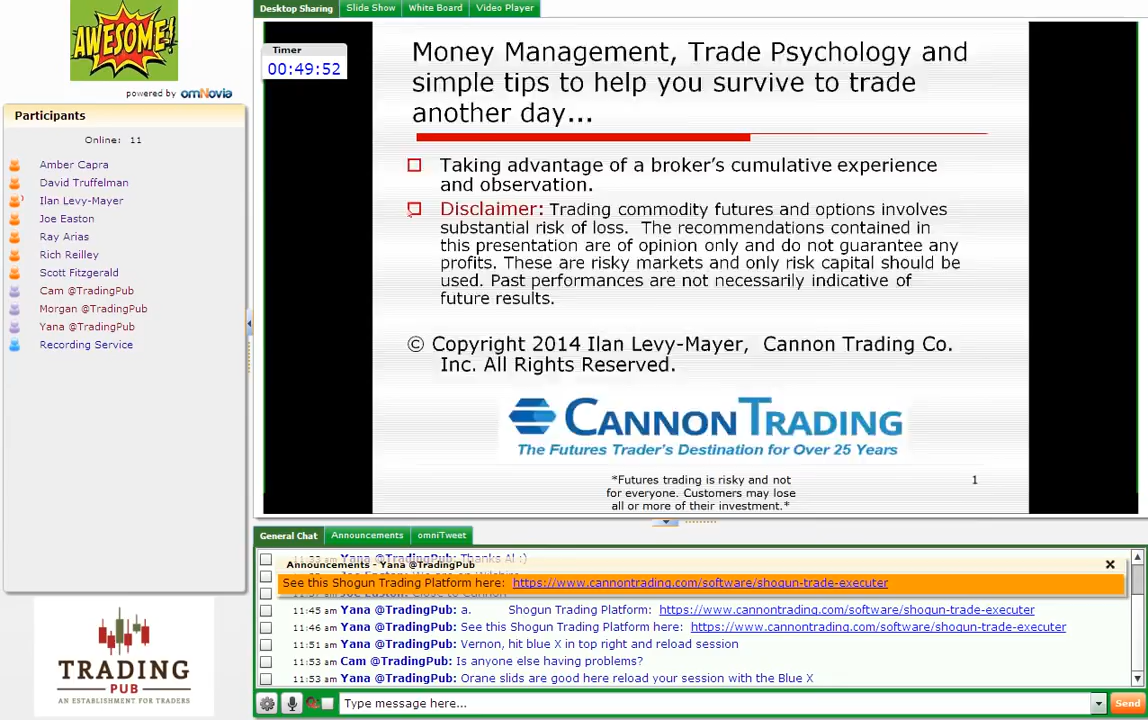 AWESOME!
powered by omNovia
Participants
Online: 11
Amber Capra
David Truffelman
Ilan Levy-Mayer
Joe Easton
Ray Arias
Rich Reilley
Scott Fitzgerald
Cam @TradingPub
Morgan @TradingPub
Yana @TradingPub
Recording Service
TRADING
PUB
AN ESTABLISHMENT FOR TRADERS
Desktop Sharing
Slide Show
White Board
Video Player
Timer
00:49:52
Money Management, Trade Psychology and
simple tips to help you survive to trade
another day...
Taking advantage of a broker's cumulative experience
and observation.
Disclaimer: Trading commodity futures and options involves
substantial risk of loss. The recommendations contained in
this presentation are of opinion only and do not guarantee any
profits. These are risky markets and only risk capital should be
used. Past performances are not necessarily indicative of
future results.
© Copyright 2014 Ilan Levy-Mayer, Cannon Trading Co.
Inc. All Rights Reserved.
CANNON TRADING
The Futures Trader's Destination for Over 25 Years
*Futures trading is risky and not
for everyone. Customers may lose
all or more of their investment.*
1
General Chat
Announcements
omniTweet
Yana @TradingPub: Thanks Al :)
Announcements - Yana @TradingPub
See this Shogun Trading Platform here: https://www.cannontrading.com/software/shogun-trade-executer
11:45 am Yana @TradingPub: a. Shogun Trading Platform: https://www.cannontrading.com/software/shogun-trade-executer
11:46 am Yana @TradingPub: See this Shogun Trading Platform here: https://www.cannontrading.com/software/shogun-trade-executer
11:51 am Yana @TradingPub: Vernon, hit blue X in top right and reload session
11:53 am Cam @TradingPub: Is anyone else having problems?
11:53 am Yana @TradingPub: Orane slids are good here reload your session with the Blue X
Type message here...
Send